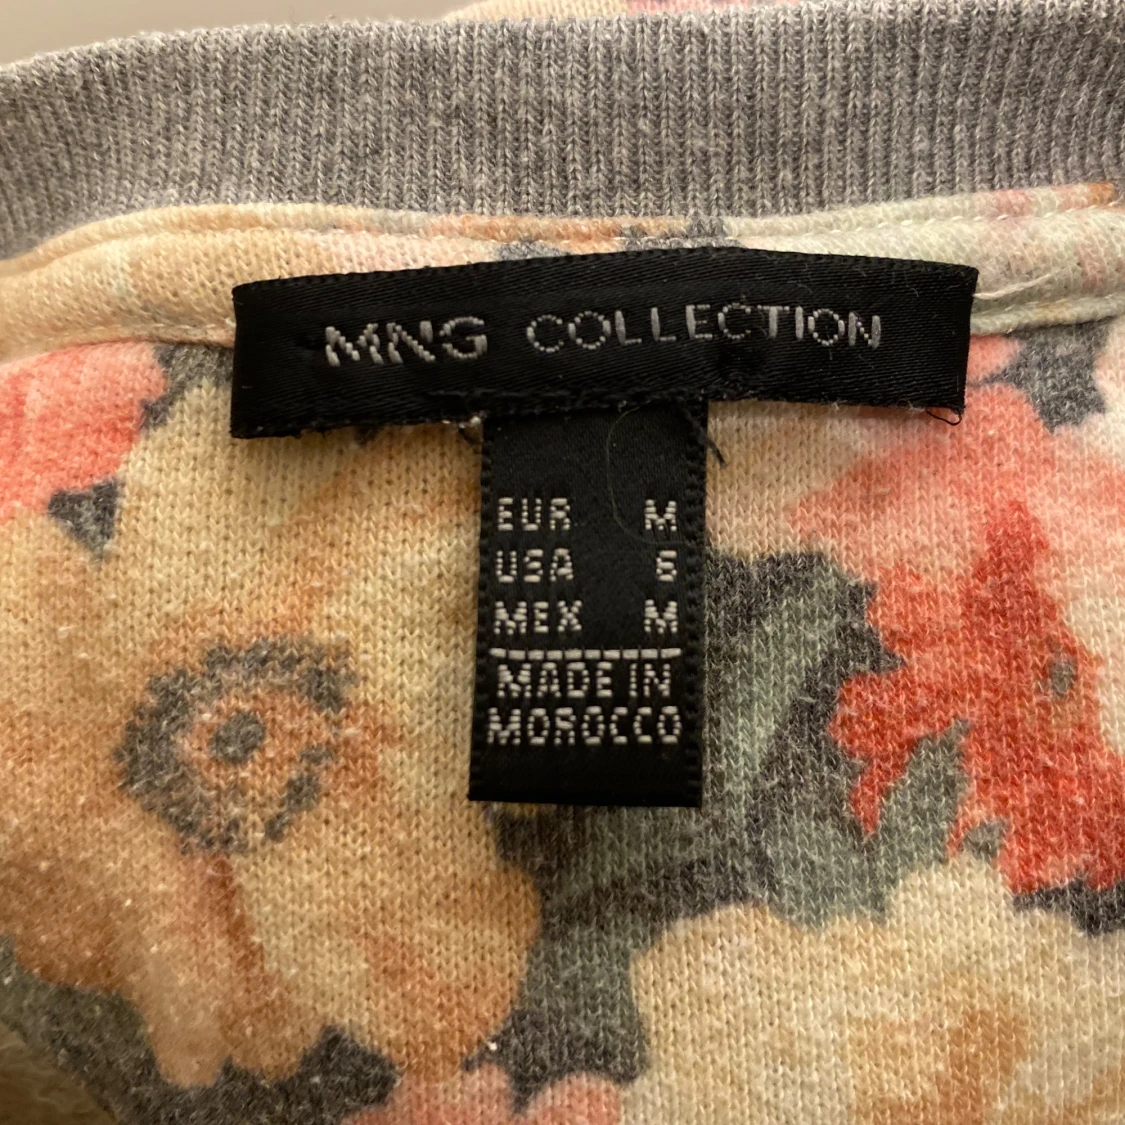 MNG COLLECTION
EUR M
USA 6
MEX M
MADE IN
MOROCCO